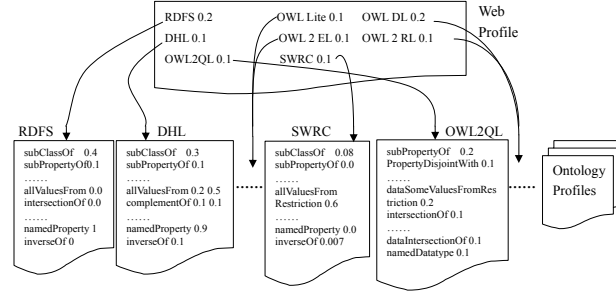 RDFS 0.2 OWL Lite 0.1 OWL DL 0.2
DHL 0.1 OWL 2 EL 0.1 OWL 2 RL 0.1
OWL2QL 0.1 SWRC 0.1
Web
Profile
RDFS
subClassOf 0.4
subPropertyOf0.1
......
allValuesFrom 0.0
intersectionOf 0.0
......
namedProperty 1
inverseOf 0
DHL
subClassOf 0.3
subPropertyOf 0.1
......
allValuesFrom 0.2 0.5
complementOf 0.1 0.1
......
namedProperty 0.9
inverseOf 0.1
......
SWRC
subClassOf 0.08
subPropertyOf 0.0
......
allValuesFrom
Restriction 0.6
......
namedProperty 0.0
inverseOf 0.007
OWL2QL
subPropertyOf 0.2
PropertyDisjointWith 0.1
......
dataSomeValuesFromRes
triction 0.2
intersectionOf 0.1
......
dataIntersectionOf 0.1
namedDatatype 0.1
......
Ontology
Profiles